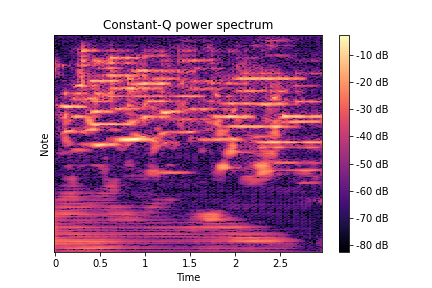 Constant-Q power spectrum
Note
-10 dB
-20 dB
-30 dB
-40 dB
-50 dB
-60 dB
-70 dB
-80 dB
0 0.5 1 1.5 2 2.5
Time